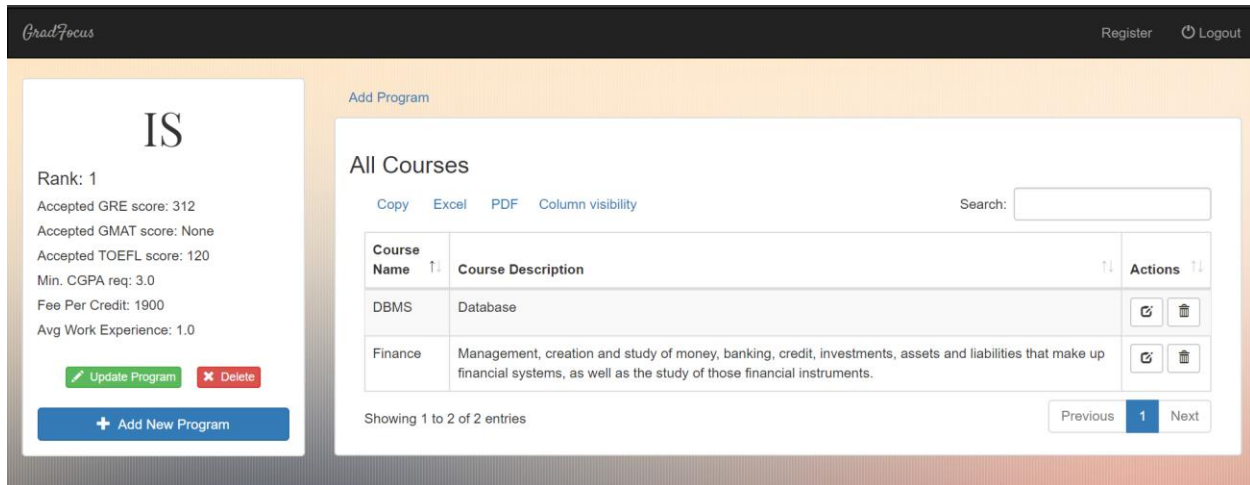 GradFocus
Register
Logout
IS
Rank: 1
Accepted GRE score: 312
Accepted GMAT score: None
Accepted TOEFL score: 120
Min. CGPA req: 3.0
Fee Per Credit: 1900
Avg Work Experience: 1.0
Update Program
Delete
Add New Program
Add Program
All Courses
Copy Excel PDF Column visibility
Search:
Course Name
Course Description
Actions
DBMS
Database
Finance
Management, creation and study of money, banking, credit, investments, assets and liabilities that make up
financial systems, as well as the study of those financial instruments.
Showing 1 to 2 of 2 entries
Previous 1 Next